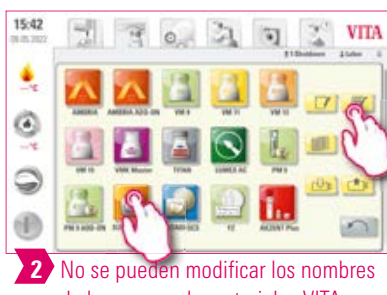 15:42
09.05.2022
VITA
AMBRIA
AMBRIA ADD-ON
VM 9
VM 11
VM 13
VM 15
VMK Master
TITAN
LUMEX AC
PM 9
PM 9 ADD-ON
YZ
AKZENT Plus
2 No se pueden modificar los nombres